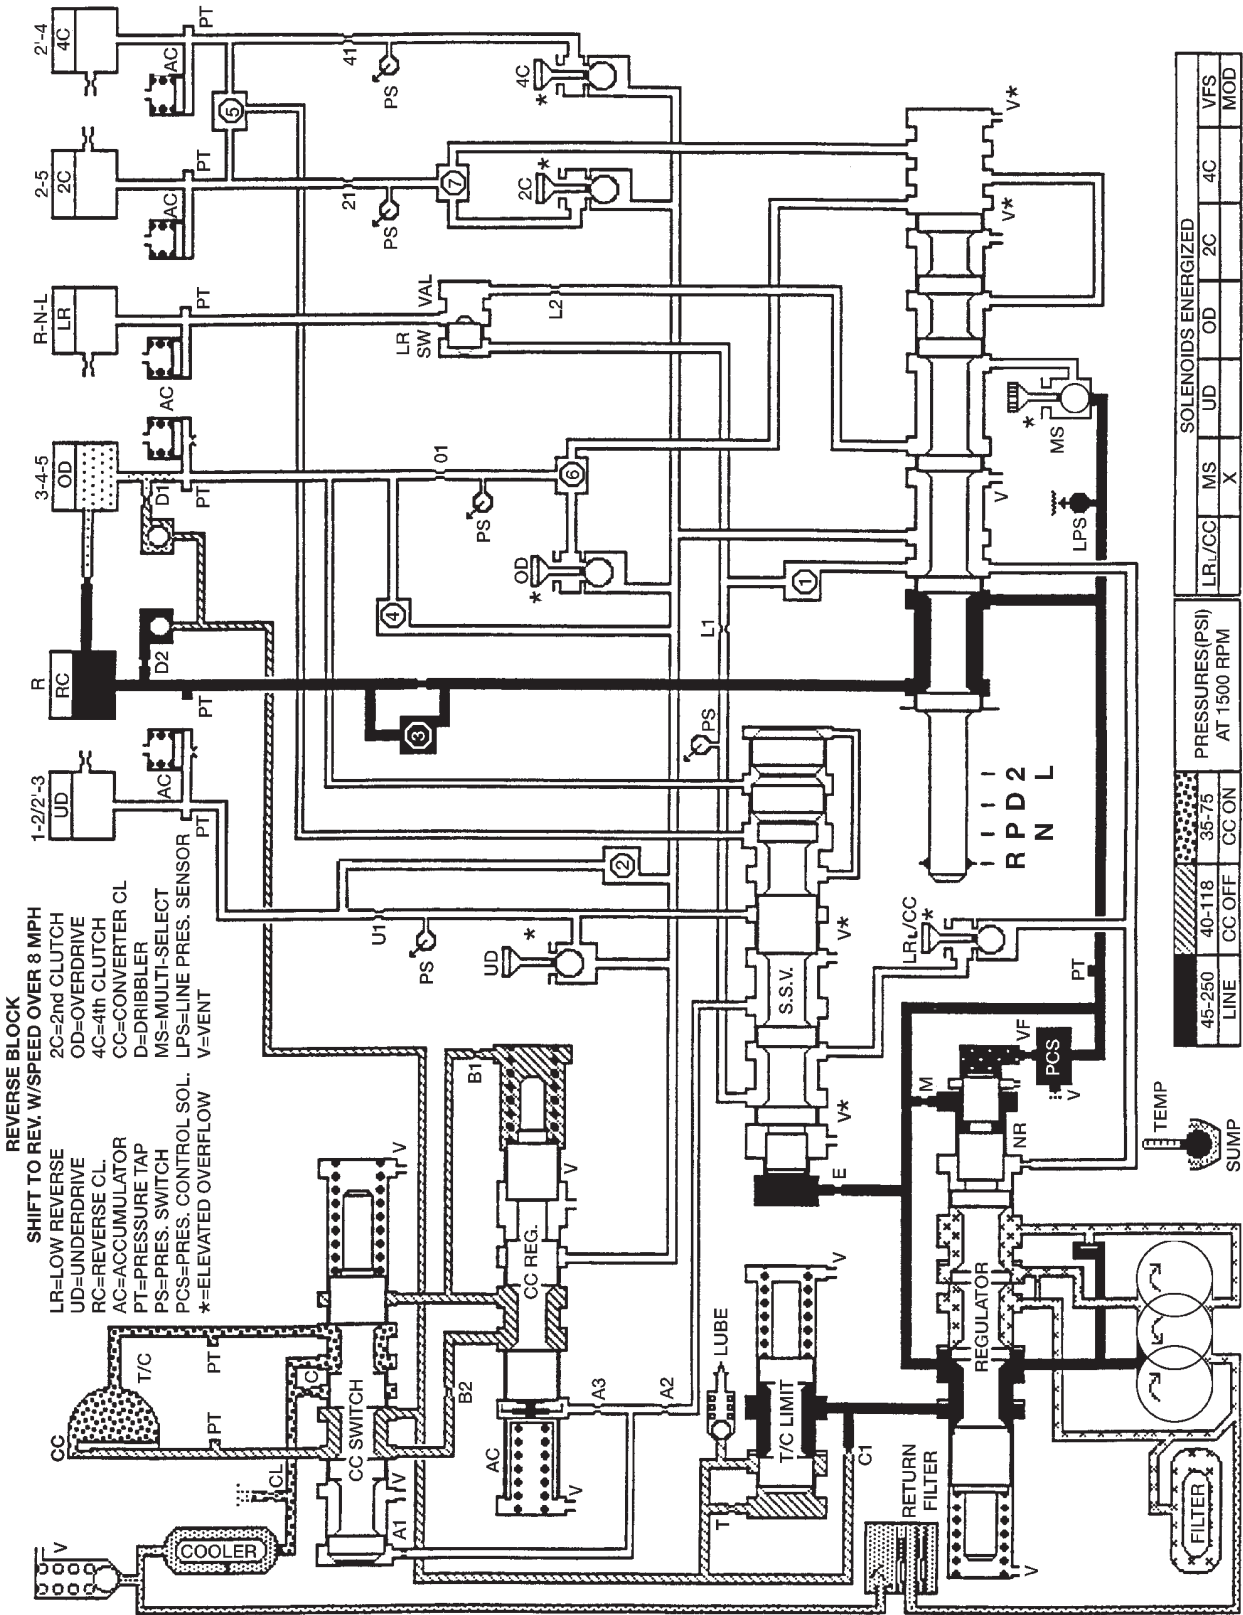 REVERSE BLOCK
SHIFT TO REV. W/SPEED OVER 8 MPH
LR=LOW REVERSE
UD=UNDERDRIVE
RC=REVERSE CL.
AC=ACCUMULATOR
PT=PRESSURE TAP
PS=PRES. SWITCH
PCS=PRES. CONTROL SOL.
*=ELEVATED OVERFLOW
2C=2nd CLUTCH
OD=OVERDRIVE
4C=4th CLUTCH
CC=CONVERTER CL
D=DRIBBLER
MS=MULTI-SELECT
LPS=LINE PRES. SENSOR
V=VENT
1-2/2'-3
UD
AC
PT
R
RC
D2
PT
3-4-5
OD
D1
AC
PT
R-N-L
LR
AC
PT
2-5
2C
AC
PT
2'-4
4C
AC
PT
5
41
PS
4C
*
21
PS
7
2C
*
LR
SW
VAL
L2
01
PS
6
OD
*
4
3
L1
1
PS
2
U1
PS
UD
*
CC
T/C
PT
PT
C
CL
V
COOLER
CC SWITCH
V
V
A1
B1
B2
CC REG.
V
AC
V
A3
A2
S.S.V.
V*
V*
E
LRL/CC
*
PT
V*
V*
V
MS
*
LPS
R P D 2
N L
LUBE
T/C LIMIT
V
T
C1
RETURN
FILTER
FILTER
REGULATOR
V
NR
M
VF
PCS
V
TEMP
SUMP
45-250
LINE
40-118
CC OFF
35-75
CC ON
PRESSURES(PSI)
AT 1500 RPM
SOLENOIDS ENERGIZED
LRL/CC MS UD OD 2C 4C VFS
X MOD